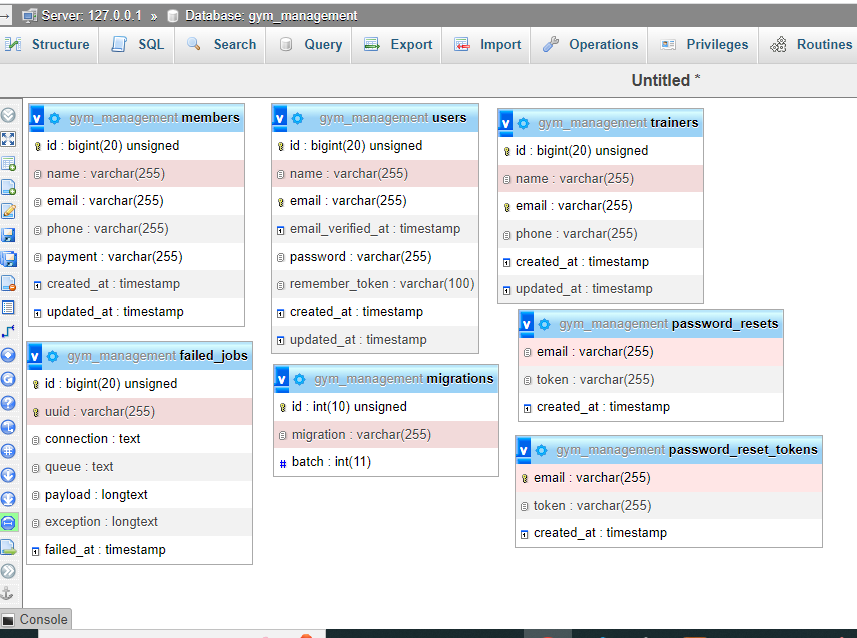 Server: 127.0.0.1 » Database: gym_management
Structure SQL Search Query Export Import Operations Privileges Routines
Untitled *
v gym_management members
id : bigint(20) unsigned
name : varchar(255)
email : varchar(255)
phone : varchar(255)
payment : varchar(255)
created_at : timestamp
updated_at : timestamp
v gym_management users
id : bigint(20) unsigned
name : varchar(255)
email : varchar(255)
email_verified_at : timestamp
password : varchar(255)
remember_token : varchar(100)
created_at : timestamp
updated_at : timestamp
v gym_management trainers
id : bigint(20) unsigned
name : varchar(255)
email : varchar(255)
phone : varchar(255)
created_at : timestamp
updated_at : timestamp
v gym_management password_resets
email : varchar(255)
token : varchar(255)
created_at : timestamp
v gym_management failed_jobs
id : bigint(20) unsigned
uuid : varchar(255)
connection : text
queue : text
payload : longtext
exception : longtext
failed_at : timestamp
v gym_management migrations
id : int(10) unsigned
migration : varchar(255)
# batch : int(11)
v gym_management password_reset_tokens
email : varchar(255)
token : varchar(255)
created_at : timestamp
Console